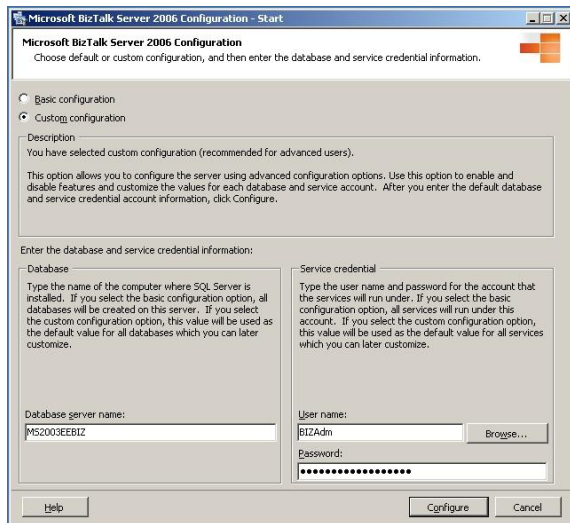 Microsoft BizTalk Server 2006 Configuration - Start
Microsoft BizTalk Server 2006 Configuration
Choose default or custom configuration, and then enter the database and service credential information.
Basic configuration
Custom configuration
Description
You have selected custom configuration (recommended for advanced users).
This option allows you to configure the server using advanced configuration options. Use this option to enable and
disable features and customize the values for each database and service account. After you enter the default database
and service credential account information, click Configure.
Enter the database and service credential information:
Database
Type the name of the computer where SQL Server is
installed. If you select the basic configuration option, all
databases will be created on this server. If you select
the custom configuration option, this value will be used as
the default value for all databases which you can later
customize.
Database server name:
MS2003EEBIZ
Service credential
Type the user name and password for the account that
the services will run under. If you select the basic
configuration option, all services will run under this
account. If you select the custom configuration option,
this value will be used as the default value for all services
which you can later customize.
User name:
BIZAdm
Browse...
Password:
••••••••••••••••••
Help
Configure
Cancel